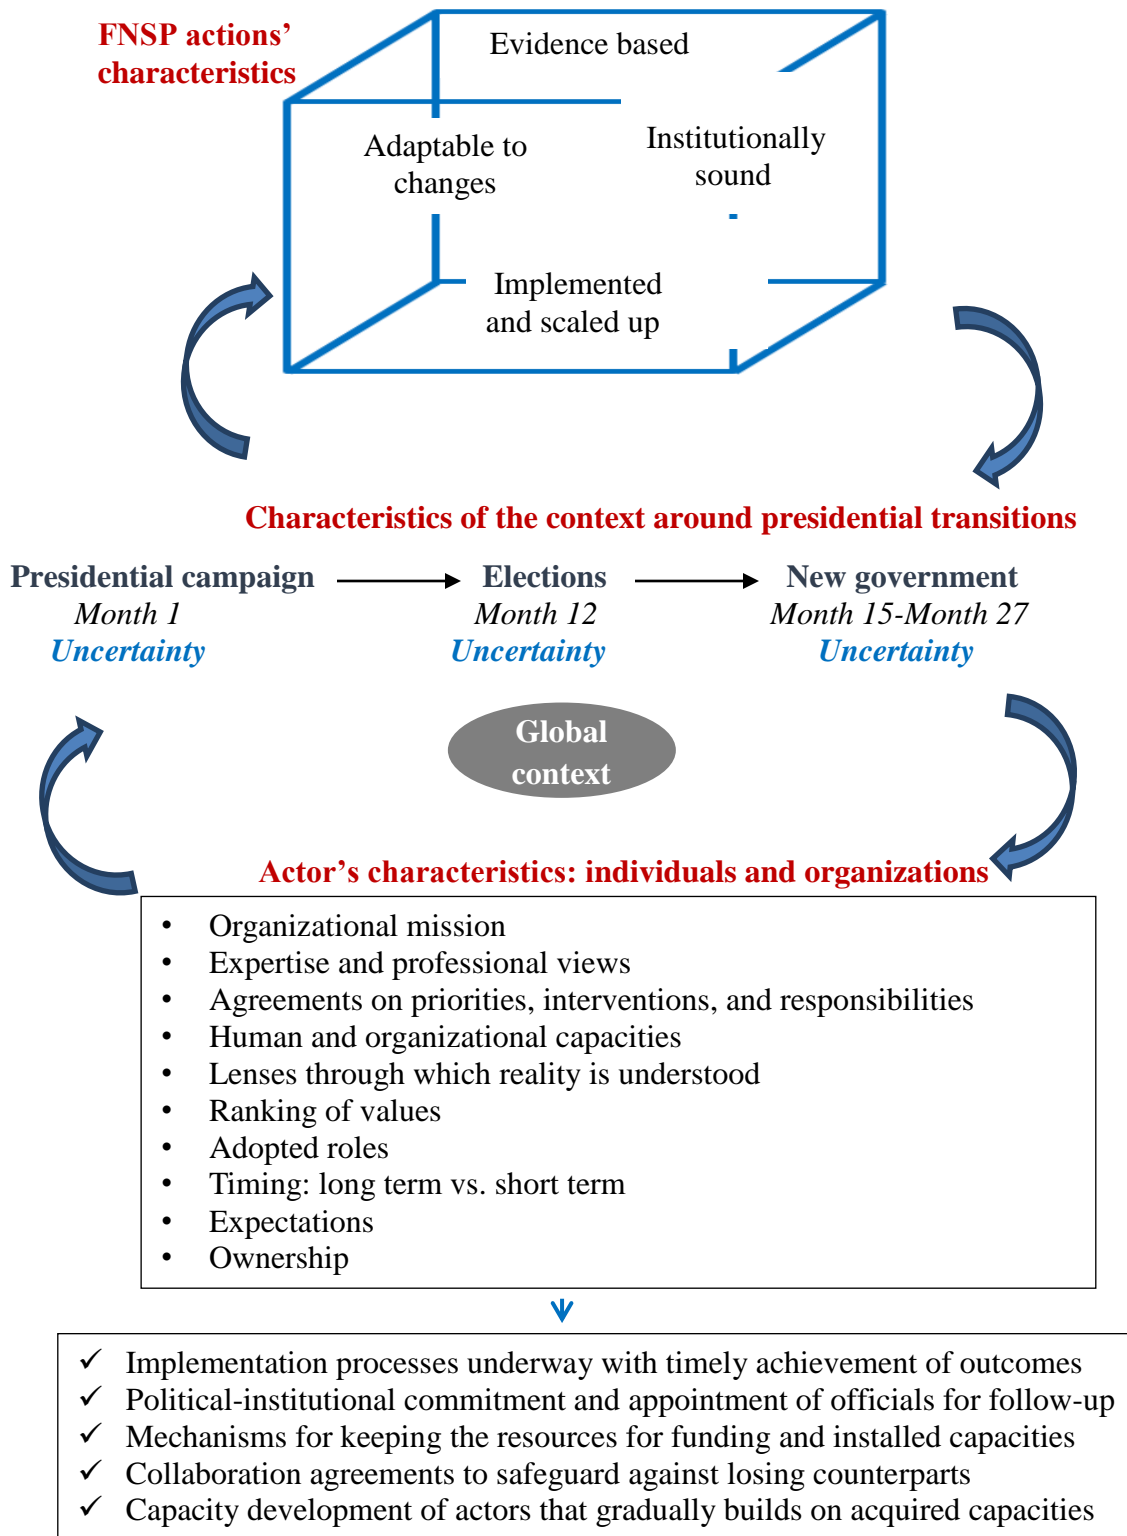 FNSP actions’
characteristics
Evidence based
Adaptable to
changes
Institutionally
sound
Implemented
and scaled up
Characteristics of the context around presidential transitions
Presidential campaign
Month 1
Uncertainty
Elections
Month 12
Uncertainty
New government
Month 15-Month 27
Uncertainty
Global
context
Actor’s characteristics: individuals and organizations
• Organizational mission
• Expertise and professional views
• Agreements on priorities, interventions, and responsibilities
• Human and organizational capacities
• Lenses through which reality is understood
• Ranking of values
• Adopted roles
• Timing: long term vs. short term
• Expectations
• Ownership
✓ Implementation processes underway with timely achievement of outcomes
✓ Political-institutional commitment and appointment of officials for follow-up
✓ Mechanisms for keeping the resources for funding and installed capacities
✓ Collaboration agreements to safeguard against losing counterparts
✓ Capacity development of actors that gradually builds on acquired capacities